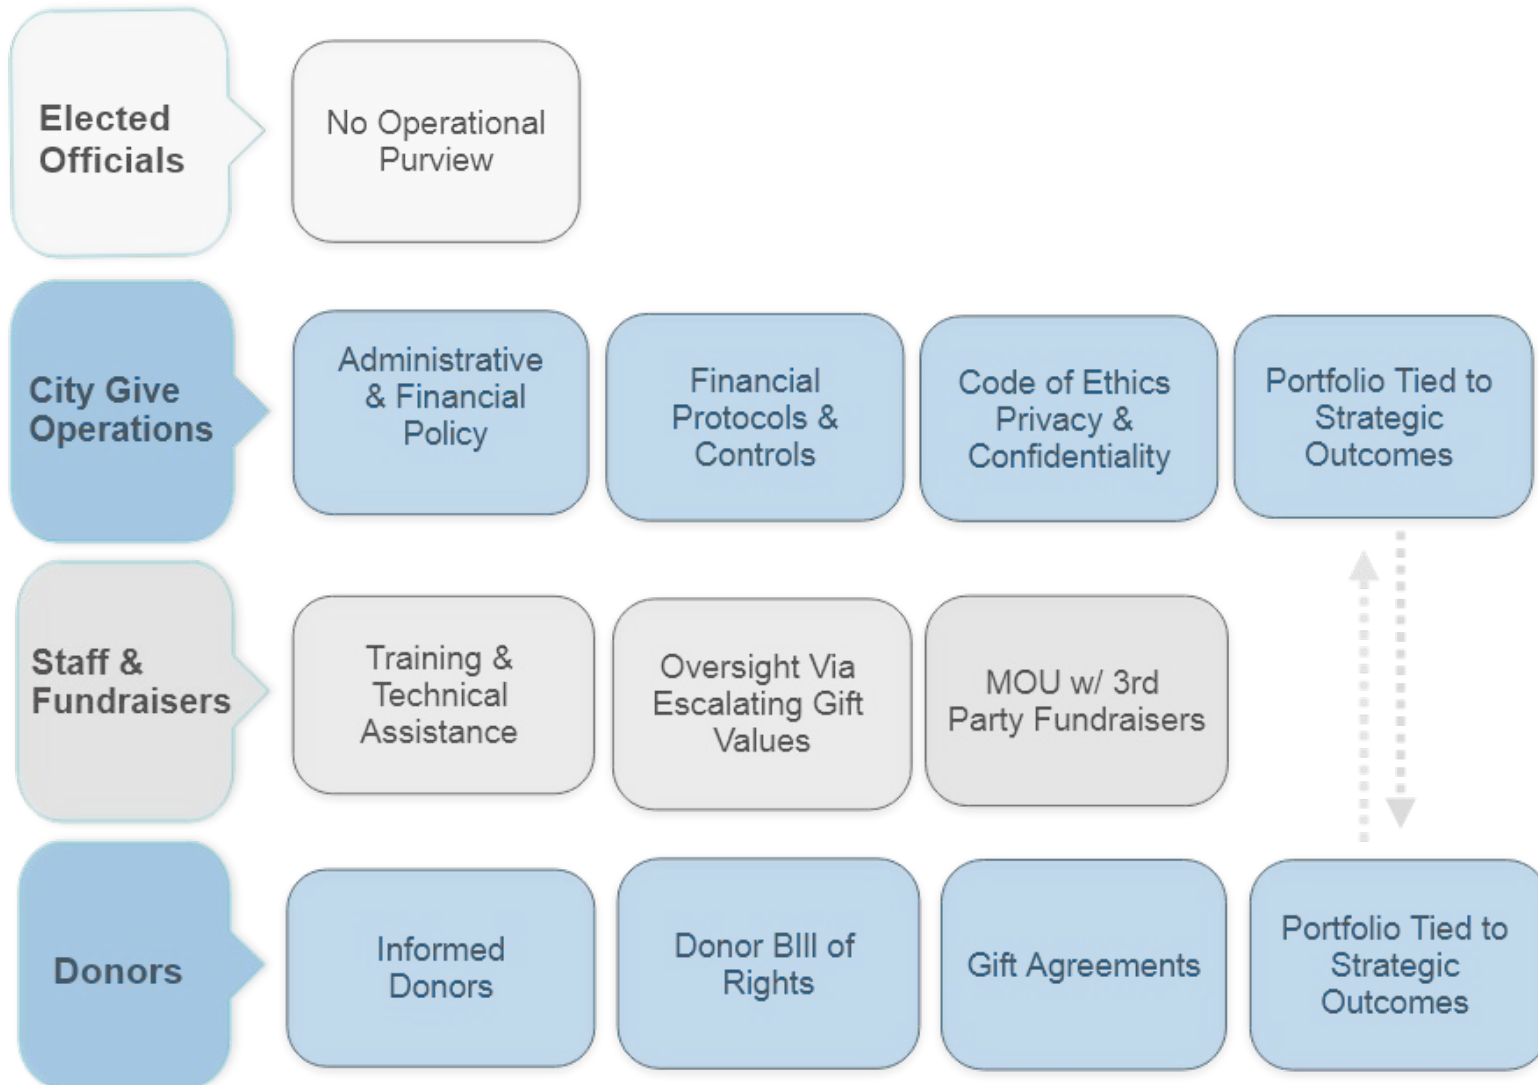 Elected
Officials
No Operational
Purview
City Give
Operations
Administrative
& Financial
Policy
Financial
Protocols &
Controls
Code of Ethics
Privacy &
Confidentiality
Portfolio Tied to
Strategic
Outcomes
Staff &
Fundraisers
Training &
Technical
Assistance
Oversight Via
Escalating Gift
Values
MOU w/ 3rd
Party Fundraisers
Donors
Informed
Donors
Donor BIll of
Rights
Gift Agreements
Portfolio Tied to
Strategic
Outcomes